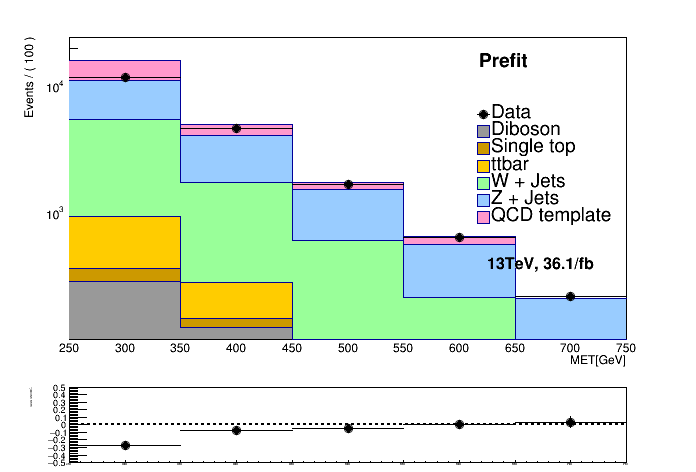 Events / ( 100 )
Prefit
10⁴
10³
Data
Diboson
Single top
ttbar
W + Jets
Z + Jets
QCD template
13TeV, 36.1/fb
250 300 350 400 450 500 550 600 650 700 750
MET[GeV]
0.5
0.4
0.3
0.2
0.1
0
−0.1
−0.2
−0.3
−0.4
−0.5